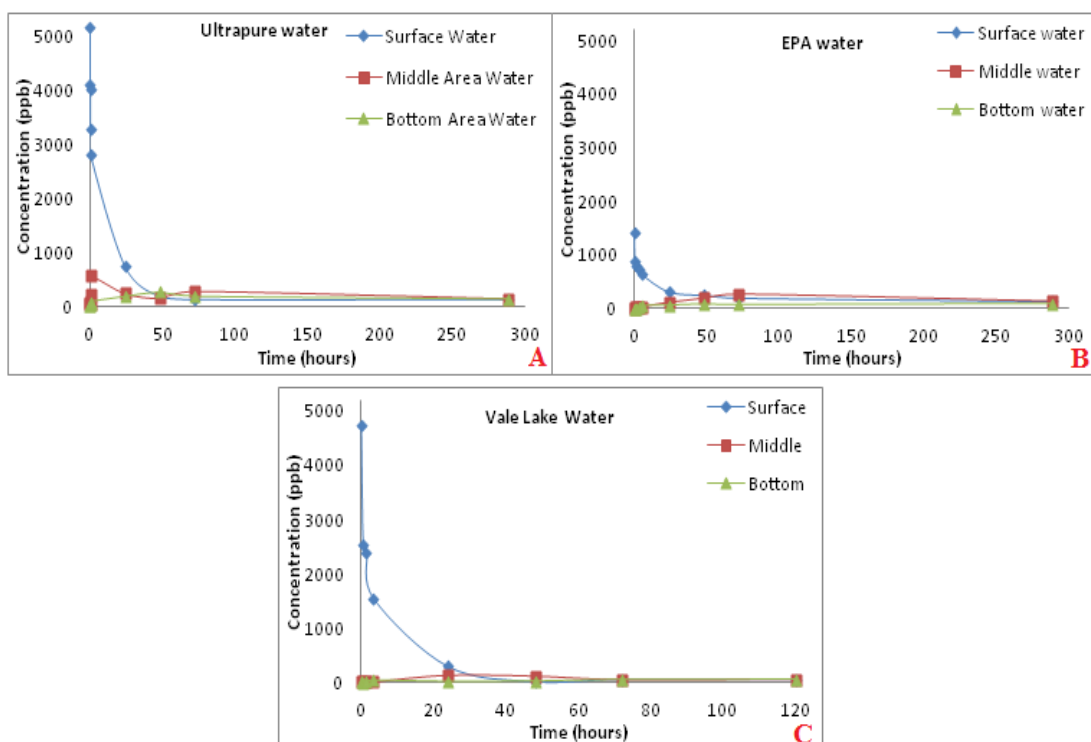 Ultrapure water
Surface Water
Middle Area Water
Bottom Area Water
Concentration (ppb)
5000
4000
3000
2000
1000
0
0 50 100 150 200 250 300
Time (hours)
A
EPA water
Surface water
Middle water
Bottom water
Concentration (ppb)
5000
4000
3000
2000
1000
0
0 50 100 150 200 250 300
Time (hours)
B
Vale Lake Water
Surface
Middle
Bottom
Concentration (ppb)
5000
4000
3000
2000
1000
0
0 20 40 60 80 100 120
Time (hours)
C